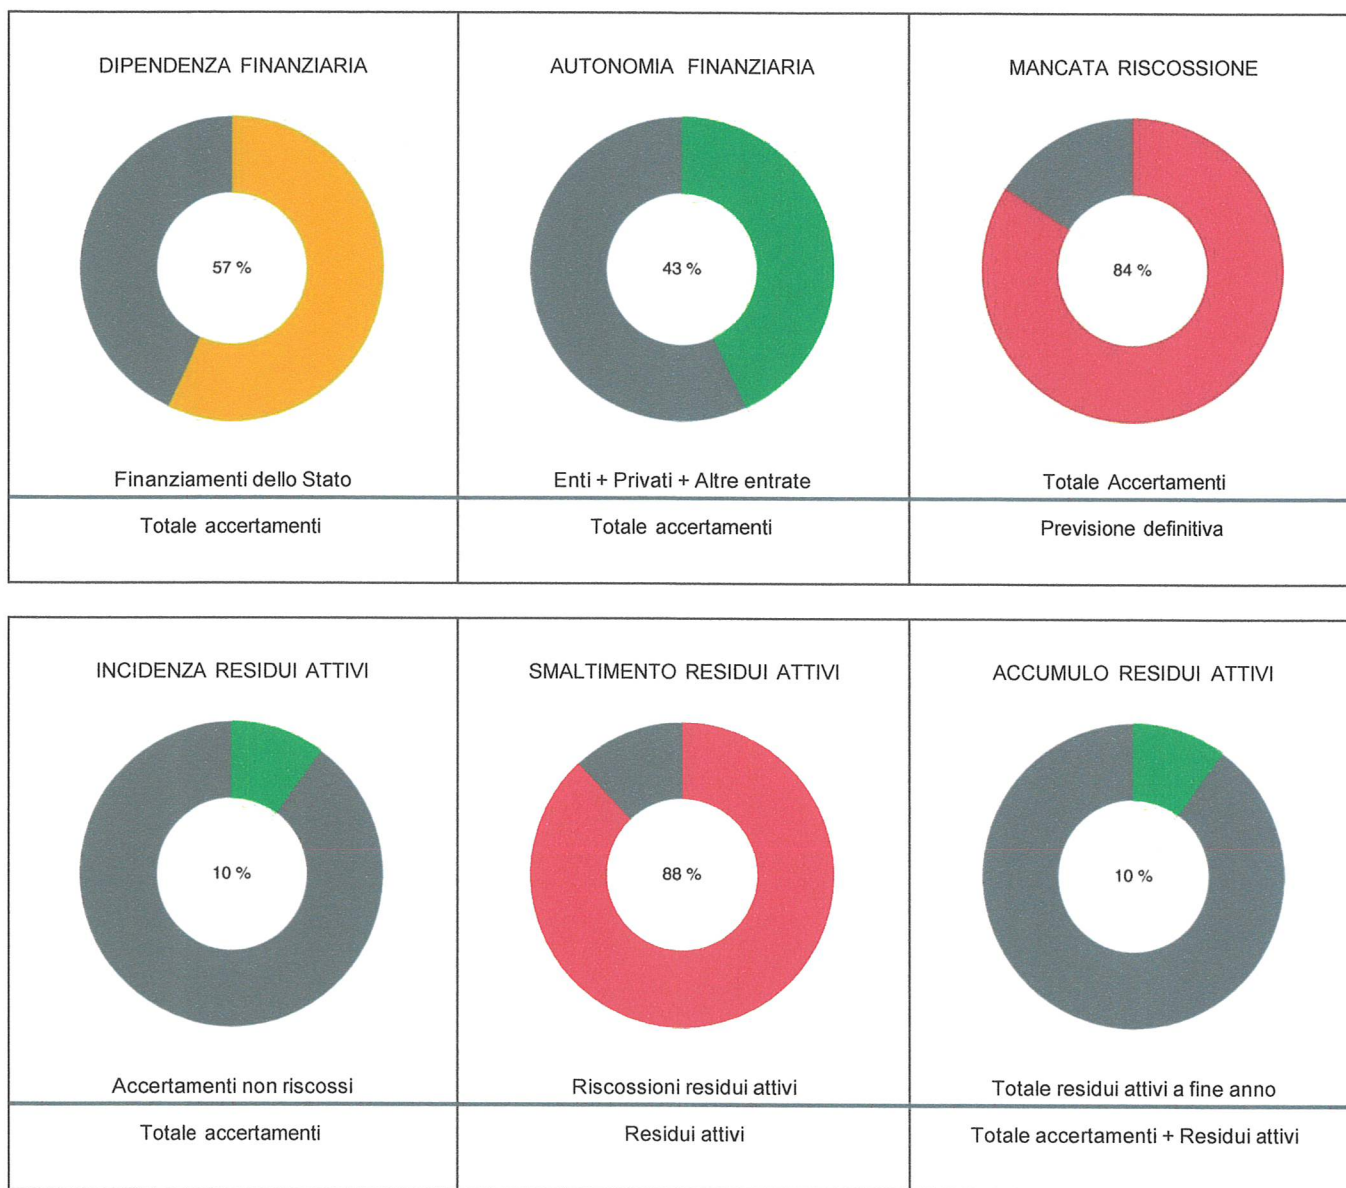 DIPENDENZA FINANZIARIA
57 %
Finanziamenti dello Stato
Totale accertamenti
AUTONOMIA FINANZIARIA
43 %
Enti + Privati + Altre entrate
Totale accertamenti
MANCATA RISCOSSIONE
84 %
Totale Accertamenti
Previsione definitiva
INCIDENZA RESIDUI ATTIVI
10 %
Accertamenti non riscossi
Totale accertamenti
SMALTIMENTO RESIDUI ATTIVI
88 %
Riscossioni residui attivi
Residui attivi
ACCUMULO RESIDUI ATTIVI
10 %
Totale residui attivi a fine anno
Totale accertamenti + Residui attivi